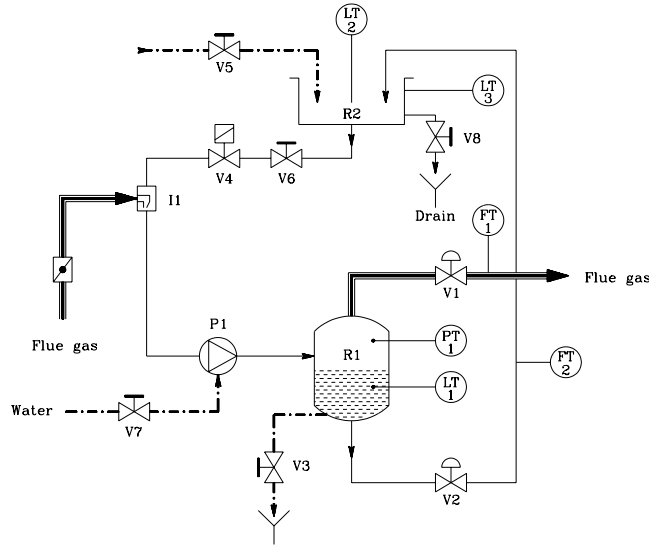 LT
2
V5
R2
LT
3
V4
V6
V8
I1
Drain
FT
1
Flue gas
V1
Flue gas
P1
R1
PT
1
FT
2
LT
1
Water
V7
V3
V2